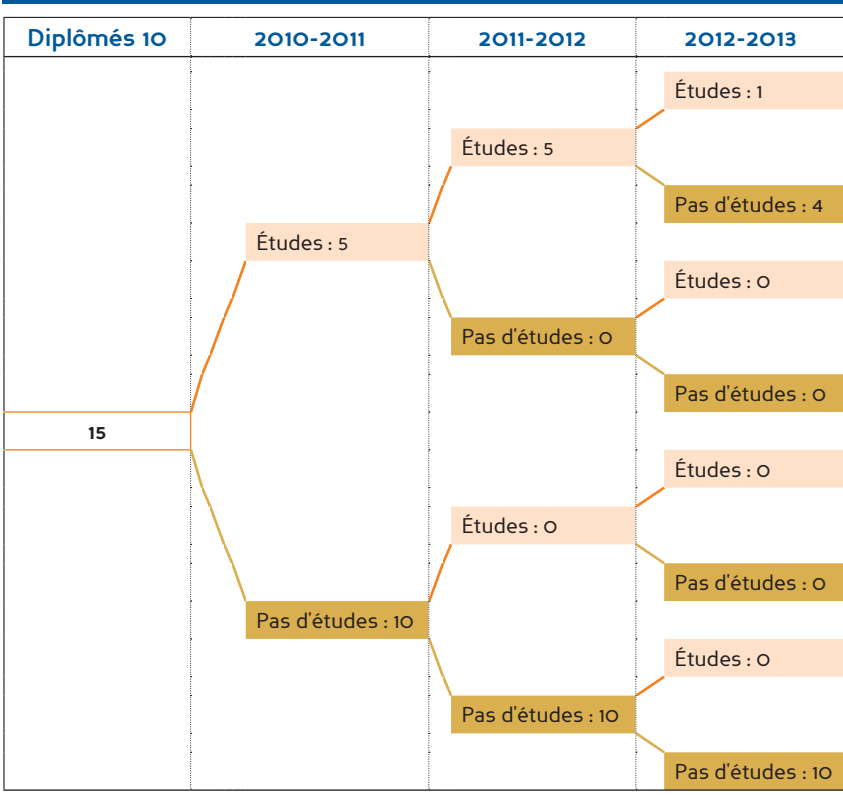 Diplômés 10 2010-2011 2011-2012 2012-2013
Études : 1
Études : 5
Pas d'études : 4
Études : 5
Études : 0
Pas d'études : 0
Pas d'études : 0
15
Études : 0
Études : 0
Pas d'études : 0
Pas d'études : 10
Études : 0
Pas d'études : 10
Pas d'études : 10